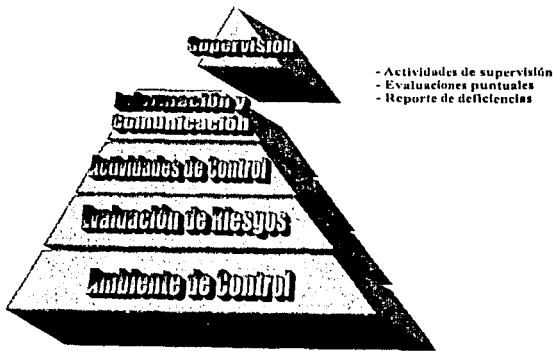 Supervisión
- Actividades de supervisión
- Evaluaciones puntuales
- Reporte de deficiencias
Información y
Comunicación
Actividades de Control
Evaluación de Riesgos
Ambiente de Control